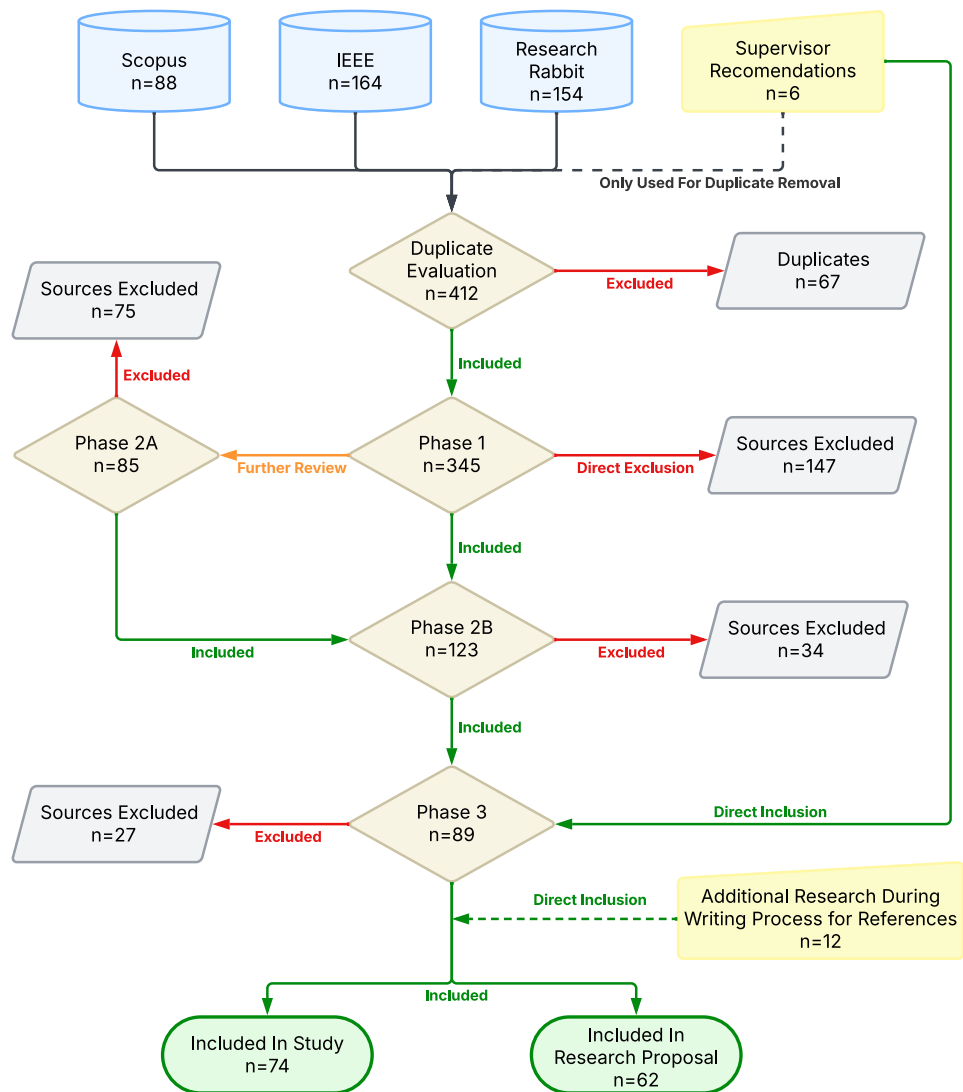 Scopus
n=88
IEEE
n=164
Research
Rabbit
n=154
Supervisor
Recomendations
n=6
Only Used For Duplicate Removal
Duplicate
Evaluation
n=412
Excluded
Duplicates
n=67
Sources Excluded
n=75
Included
Excluded
Phase 2A
n=85
Further Review
Phase 1
n=345
Direct Exclusion
Sources Excluded
n=147
Included
Included
Phase 2B
n=123
Excluded
Sources Excluded
n=34
Included
Sources Excluded
n=27
Excluded
Phase 3
n=89
Direct Inclusion
Direct Inclusion
Additional Research During
Writing Process for References
n=12
Included
Included In Study
n=74
Included In
Research Proposal
n=62